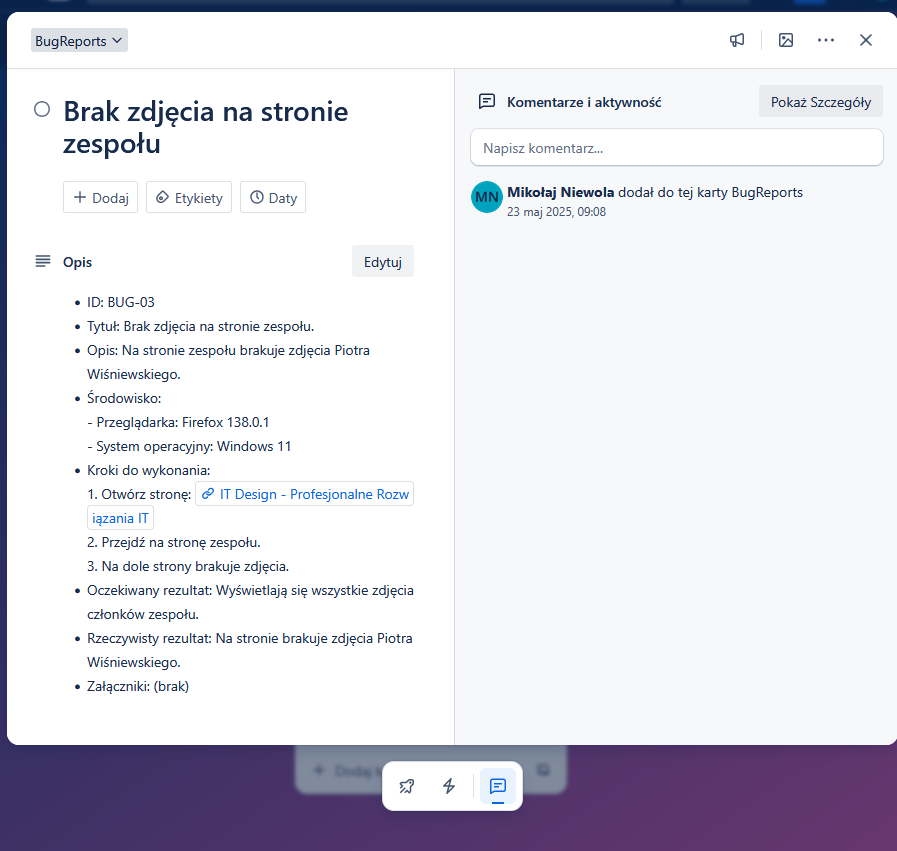 BugReports
Brak zdjęcia na stronie
zespołu
Dodaj
Etykiety
Daty
Opis
Edytuj
• ID: BUG-03
• Tytuł: Brak zdjęcia na stronie zespołu.
• Opis: Na stronie zespołu brakuje zdjęcia Piotra
Wiśniewskiego.
• Środowisko:
- Przeglądarka: Firefox 138.0.1
- System operacyjny: Windows 11
• Kroki do wykonania:
1. Otwórz stronę: IT Design - Profesjonalne Rozw
iązania IT
2. Przejdź na stronę zespołu.
3. Na dole strony brakuje zdjęcia.
• Oczekiwany rezultat: Wyświetlają się wszystkie zdjęcia
członków zespołu.
• Rzeczywisty rezultat: Na stronie brakuje zdjęcia Piotra
Wiśniewskiego.
• Załączniki: (brak)
Komentarze i aktywność
Pokaż Szczegóły
Napisz komentarz...
MN
Mikołaj Niewola dodał do tej karty BugReports
23 maj 2025, 09:08
Dodaj